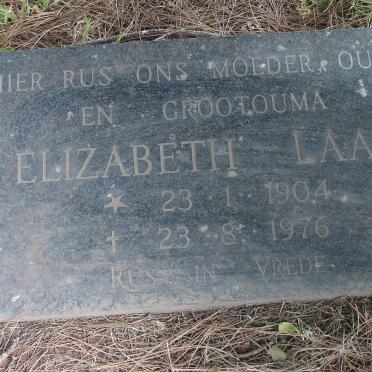 HIER RUS ONS MOEDER, OU
EN GROOTOUMA
ELIZABETH LAA
* 23 1 1904
† 23 8 1976
RUS IN VREDE